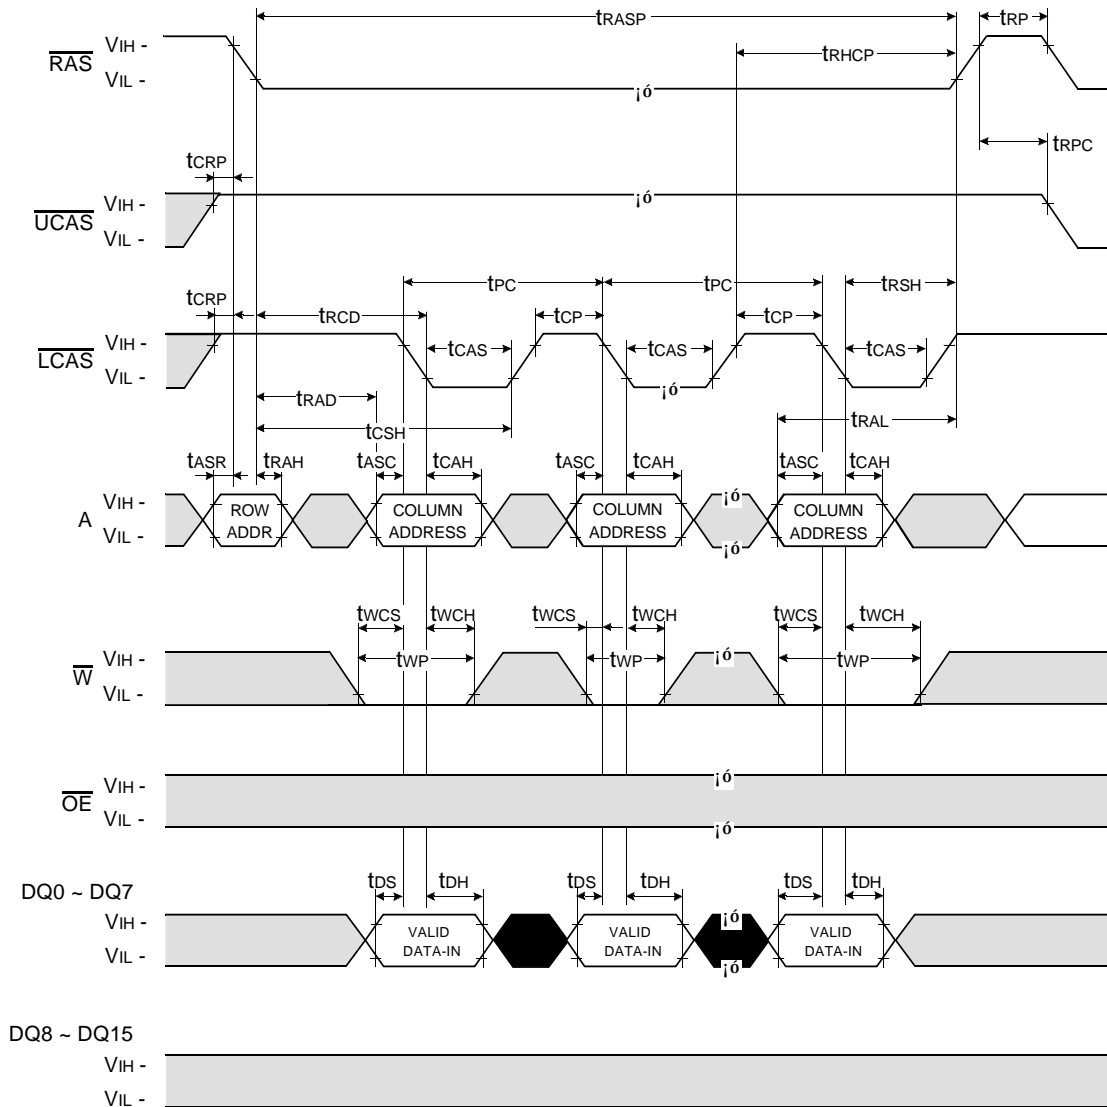 tRASP
tRP
RAS
VIH -
VIL -
tRHCP
¡ó
tCRP
tRPC
UCAS
VIH -
VIL -
¡ó
tCRP
tRCD
tPC
tPC
tRSH
tCP
tCP
LCAS
VIH -
VIL -
tCAS
tCAS
tCAS
¡ó
tRAD
tCSH
tRAL
tASR
tRAH
tASC
tCAH
tASC
tCAH
tASC
tCAH
A
VIH -
VIL -
ROW
ADDR
COLUMN
ADDRESS
COLUMN
ADDRESS
¡ó
¡ó
COLUMN
ADDRESS
tWCS
tWCH
tWCS
tWCH
tWCS
tWCH
W
VIH -
VIL -
tWP
tWP
¡ó
tWP
OE
VIH -
VIL -
¡ó
¡ó
DQ0 ~ DQ7
tDS
tDH
tDS
tDH
tDS
tDH
VIH -
VIL -
VALID
DATA-IN
VALID
DATA-IN
¡ó
¡ó
VALID
DATA-IN
DQ8 ~ DQ15
VIH -
VIL -